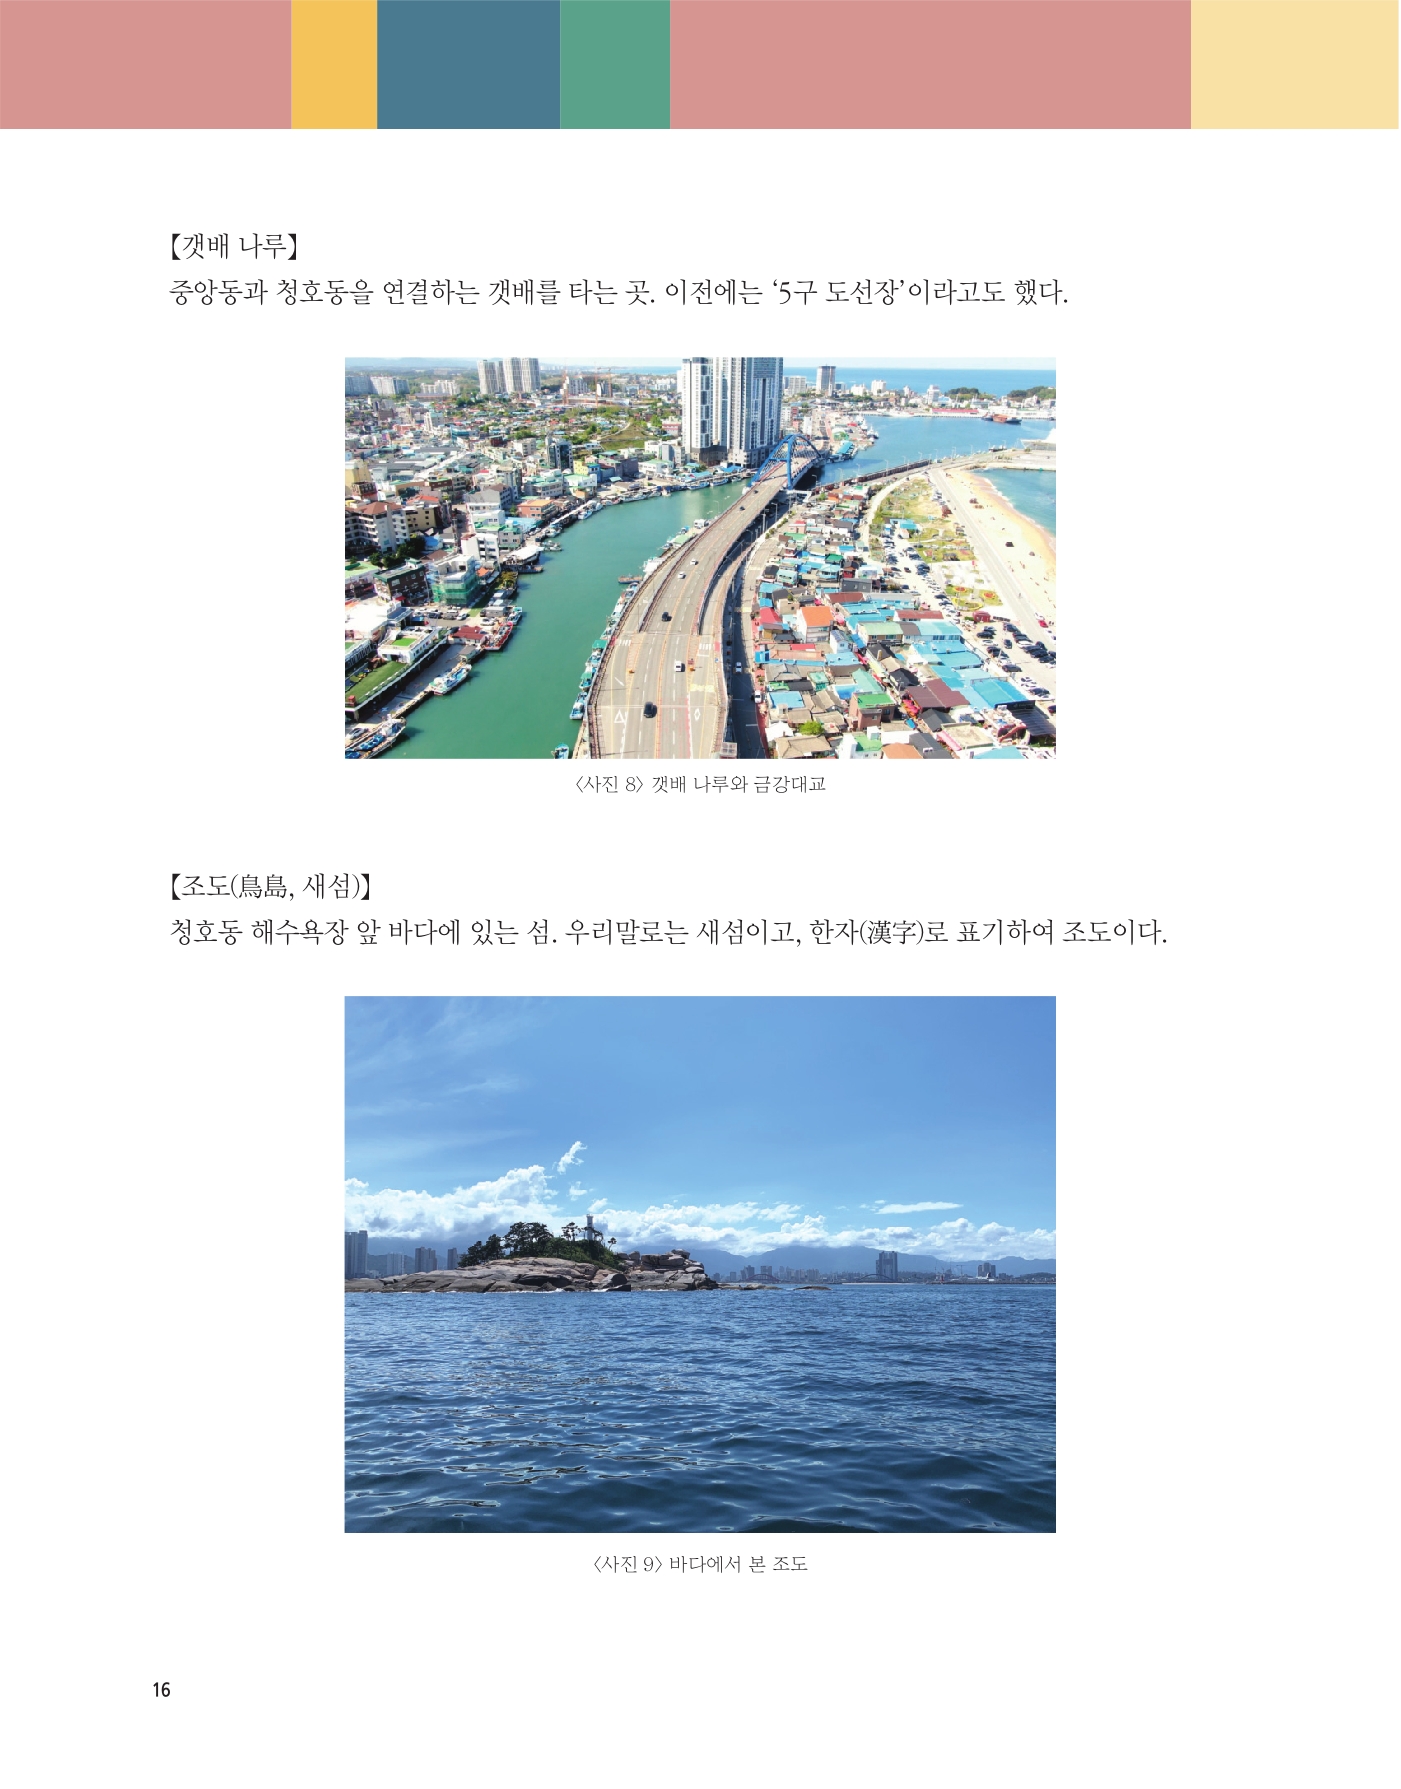 【갯배 나루】
중앙동과 청호동을 연결하는 갯배를 타는 곳. 이전에는 ‘5구 도선장’이라고도 했다.
〈사진 8〉 갯배 나루와 금강대교
【조도(鳥島, 새섬)】
청호동 해수욕장 앞 바다에 있는 섬. 우리말로는 새섬이고, 한자(漢字)로 표기하여 조도이다.
〈사진 9〉 바다에서 본 조도
16